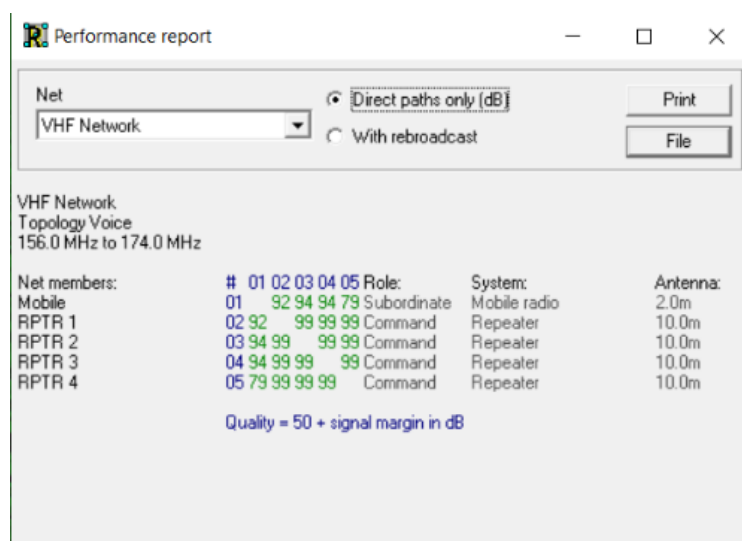 Performance report
Net
VHF Network
Direct paths only (dB)
With rebroadcast
Print
File
VHF Network
Topology Voice
156.0 MHz to 174.0 MHz
Net members: # 01 02 03 04 05 Role: System: Antenna:
Mobile 01 92 94 94 79 Subordinate Mobile radio 2.0m
RPTR 1 02 92 99 99 99 Command Repeater 10.0m
RPTR 2 03 94 99 99 99 Command Repeater 10.0m
RPTR 3 04 94 99 99 99 Command Repeater 10.0m
RPTR 4 05 79 99 99 99 Command Repeater 10.0m
Quality = 50 + signal margin in dB